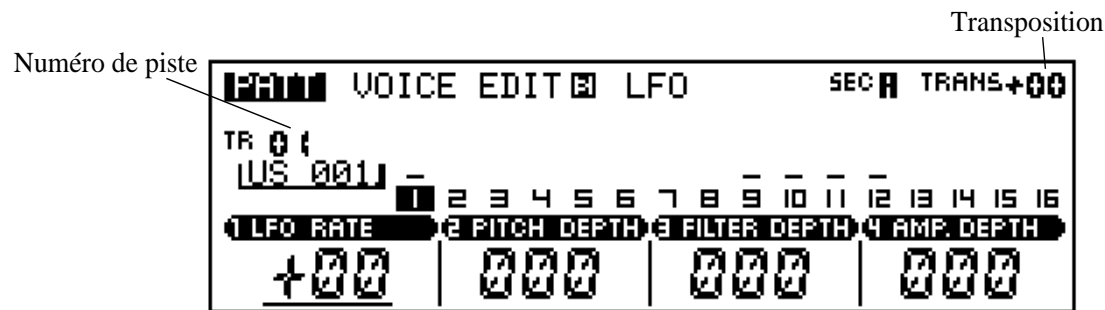 Transposition
Numéro de piste
PATT VOICE EDIT B LFO SEC A TRANS+00
TR 01
US 001
1 2 3 4 5 6 7 8 9 10 11 12 13 14 15 16
1 LFO RATE 2 PITCH DEPTH 3 FILTER DEPTH 4 AMP. DEPTH
+00 000 000 000